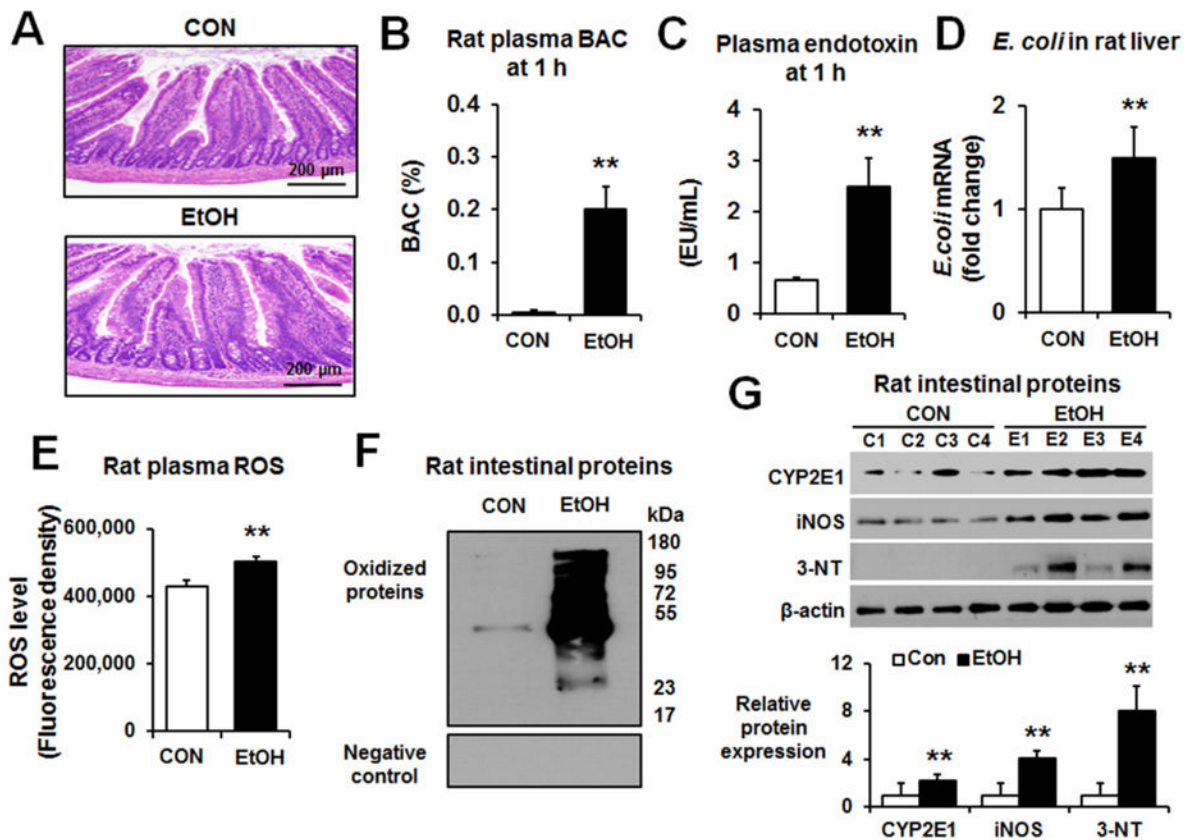 A
CON
200 µm
EtOH
200 µm
B
Rat plasma BAC
at 1 h
BAC (%)
0.4
0.3
0.2
0.1
0.0
**
CON EtOH
C
Plasma endotoxin
at 1 h
(EU/mL)
4
3
2
1
0
**
CON EtOH
D
E. coli in rat liver
E.coli mRNA
(fold change)
2
1
0
**
CON EtOH
E
Rat plasma ROS
ROS level
(Fluorescence density)
600,000
400,000
200,000
0
**
CON EtOH
F
Rat intestinal proteins
CON EtOH
kDa
180
95
72
55
23
17
Oxidized
proteins
Negative
control
G
Rat intestinal proteins
CON EtOH
C1 C2 C3 C4 E1 E2 E3 E4
CYP2E1
iNOS
3-NT
β-actin
Con EtOH
Relative
protein
expression
12
8
4
0
** ** **
CYP2E1 iNOS 3-NT